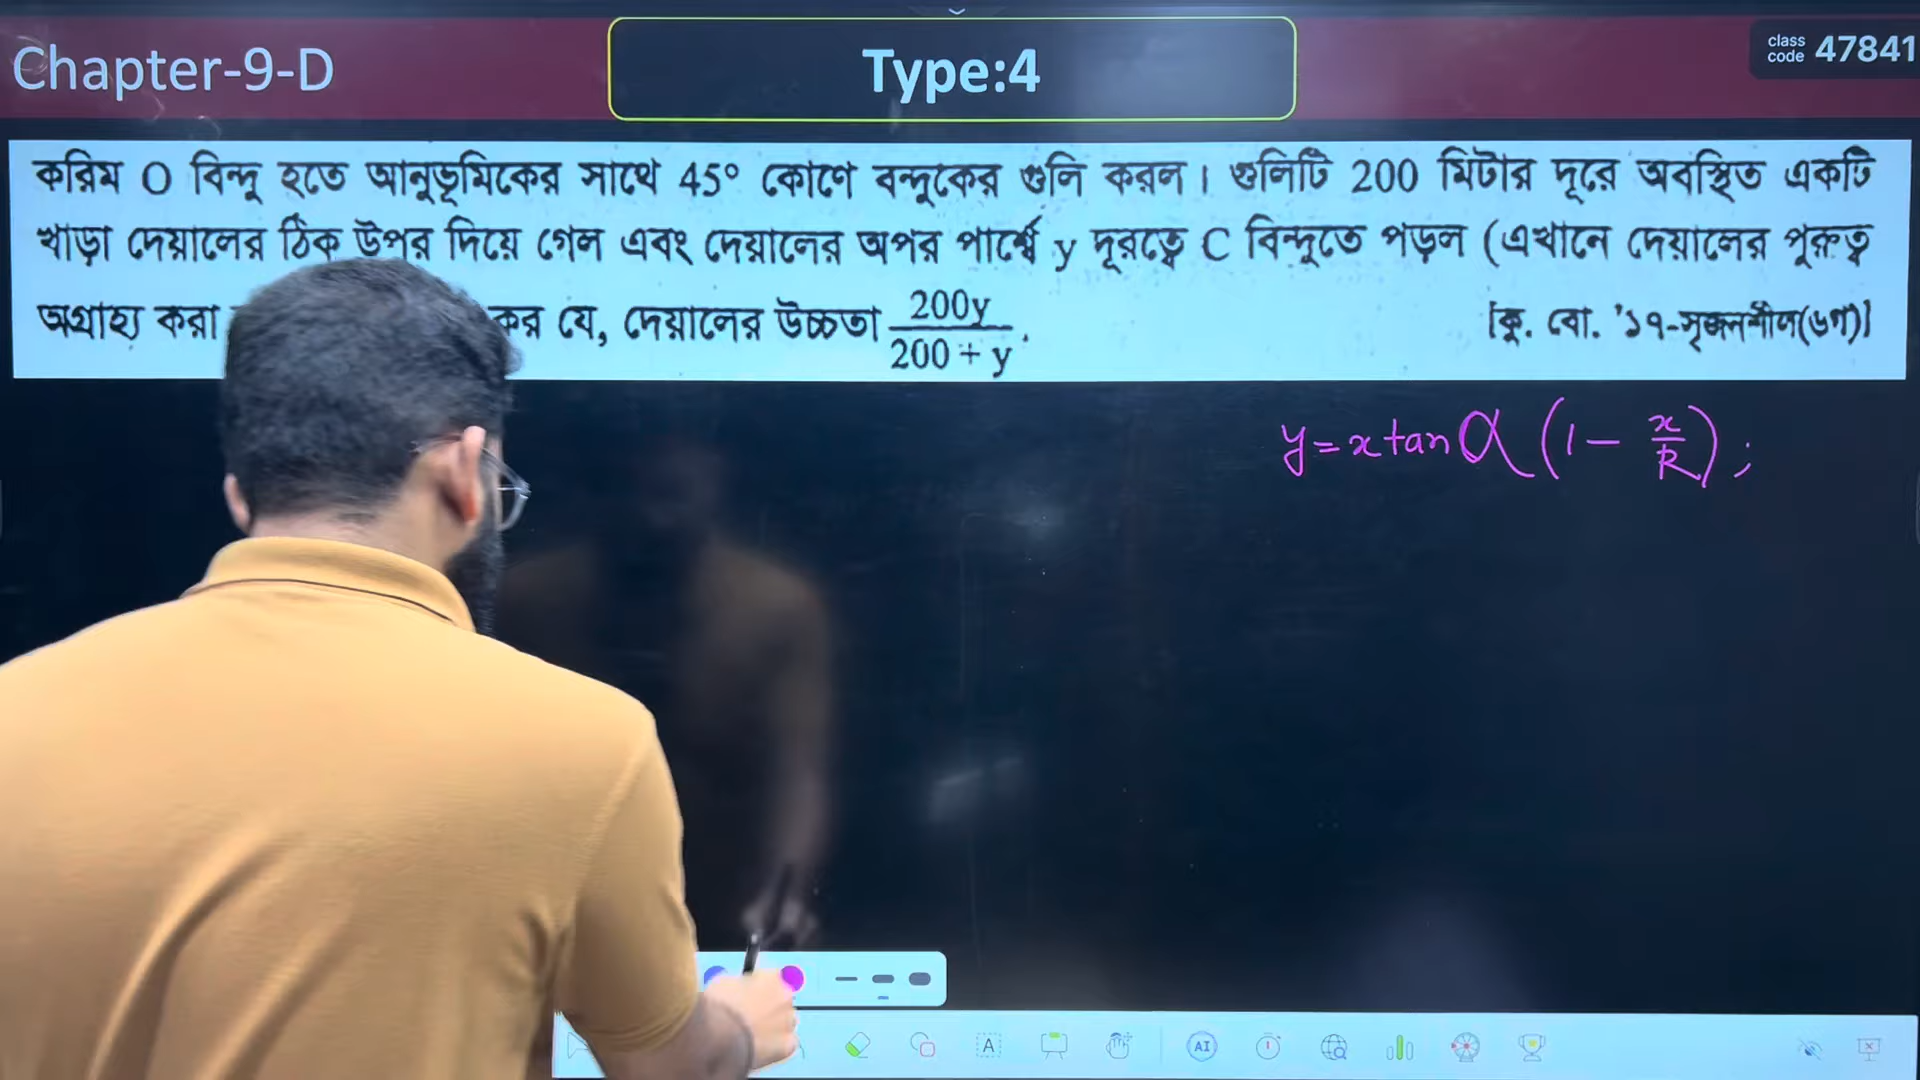 Chapter-9-D
Type:4
class code 47841
করিম O বিন্দু হতে আনুভূমিকের সাথে 45° কোণে বন্দুকের গুলি করল। গুলিটি 200 মিটার দূরে অবস্থিত একটি
খাড়া দেয়ালের ঠিক উপর দিয়ে গেল এবং দেয়ালের অপর পার্শ্বে y দূরত্বে C বিন্দুতে পড়ল (এখানে দেয়ালের পুরুত্ব
অগ্রাহ্য করা কর যে, দেয়ালের উচ্চতা 200y / 200 + y . [কু. বো. '১৭-সৃজনশীল(৬গ)]
y = x tan α (1 - x/R) ;
A
AI